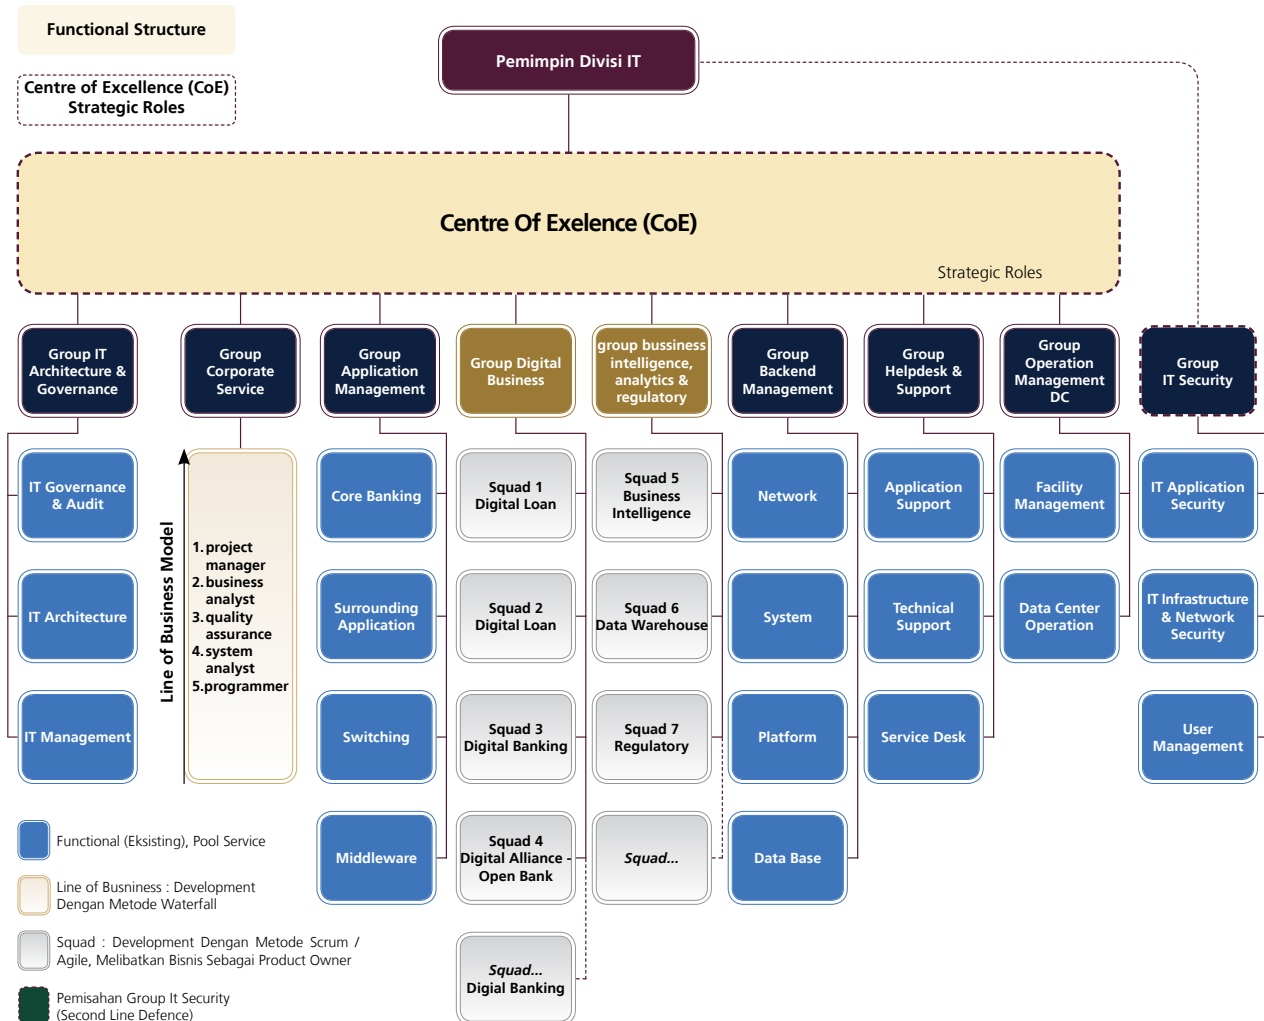 Functional Structure
Centre of Excellence (CoE)
Strategic Roles
Pemimpin Divisi IT
Centre Of Exelence (CoE)
Strategic Roles
Group IT
Architecture &
Governance
Group
Corporate
Service
Group
Application
Management
Group Digital
Business
group bussiness
intelligence,
analytics &
regulatory
Group
Backend
Management
Group
Helpdesk &
Support
Group
Operation
Management
DC
Group
IT Security
IT Governance
& Audit
IT Architecture
IT Management
Line of Business Model
1. project
manager
2. business
analyst
3. quality
assurance
4. system
analyst
5. programmer
Core Banking
Surrounding
Application
Switching
Middleware
Squad 1
Digital Loan
Squad 2
Digital Loan
Squad 3
Digital Banking
Squad 4
Digital Alliance -
Open Bank
Squad...
Digial Banking
Squad 5
Business
Intelligence
Squad 6
Data Warehouse
Squad 7
Regulatory
Squad...
Network
System
Platform
Data Base
Application
Support
Technical
Support
Service Desk
Facility
Management
Data Center
Operation
IT Application
Security
IT Infrastructure
& Network
Security
User
Management
Functional (Eksisting), Pool Service
Line of Busniness : Development
Dengan Metode Waterfall
Squad : Development Dengan Metode Scrum /
Agile, Melibatkan Bisnis Sebagai Product Owner
Pemisahan Group It Security
(Second Line Defence)